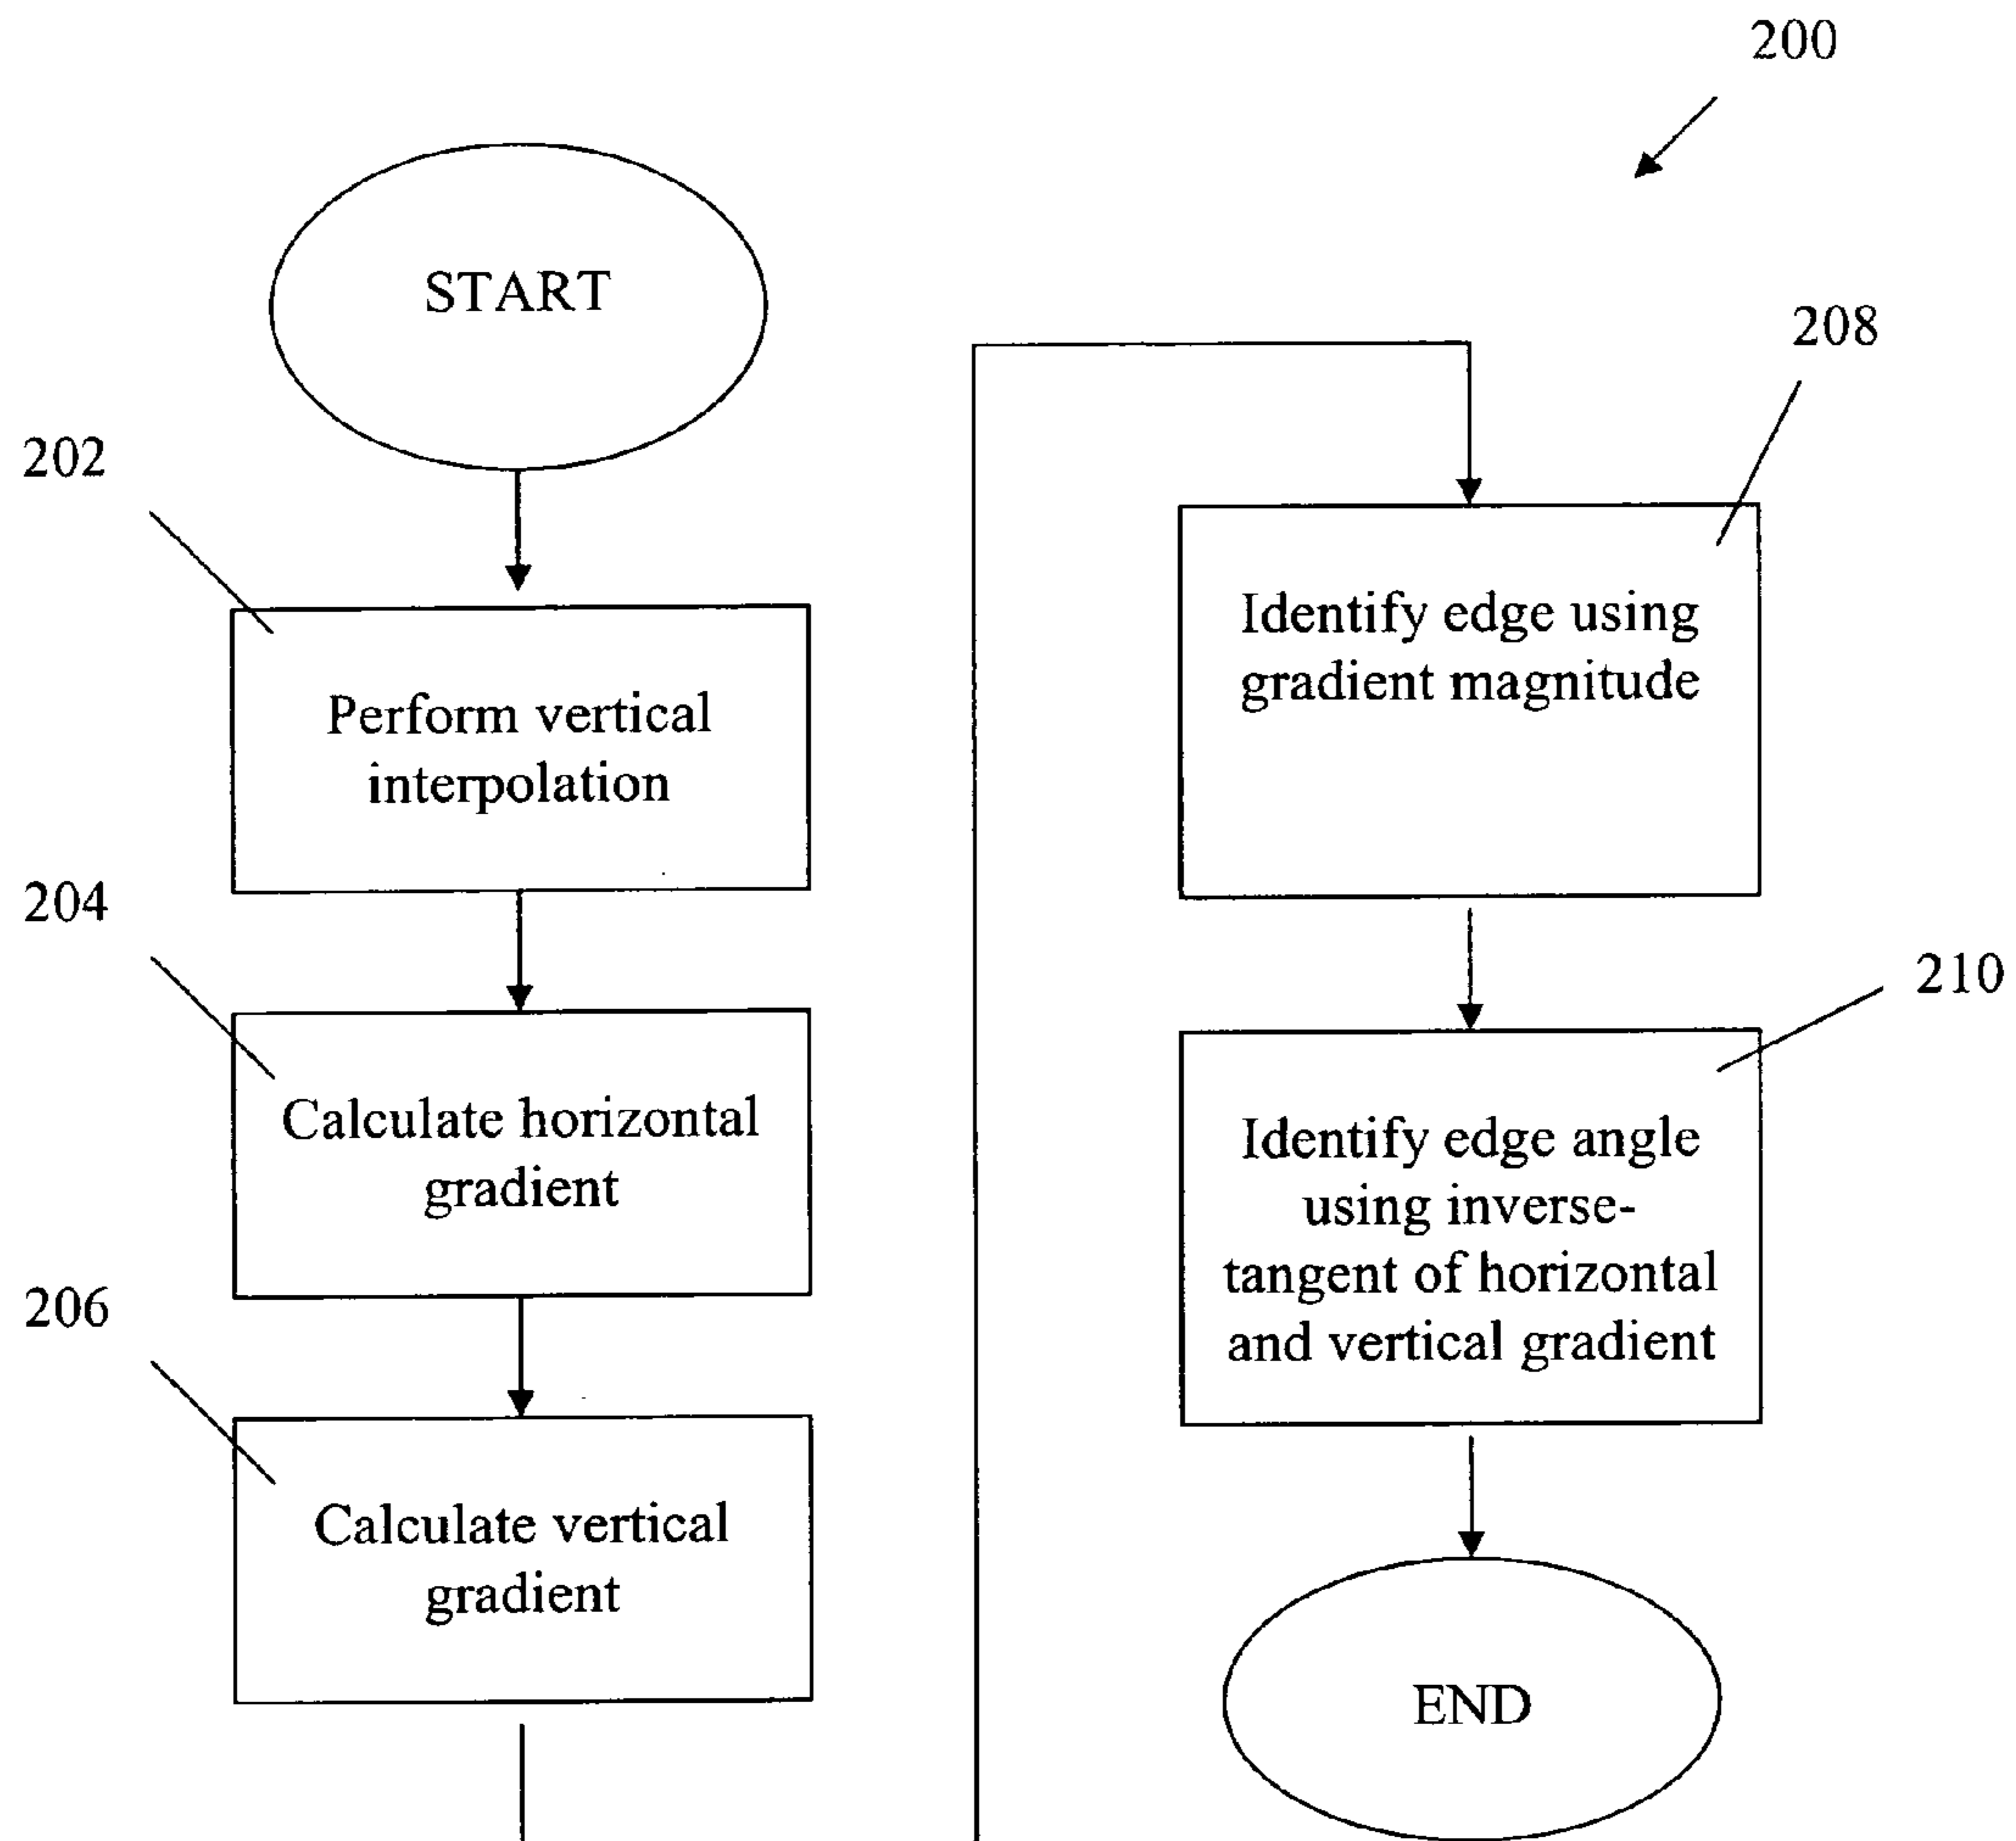 200
START
202
Perform vertical
interpolation
204
Calculate horizontal
gradient
206
Calculate vertical
gradient
208
Identify edge using
gradient magnitude
210
Identify edge angle
using inverse-
tangent of horizontal
and vertical gradient
END